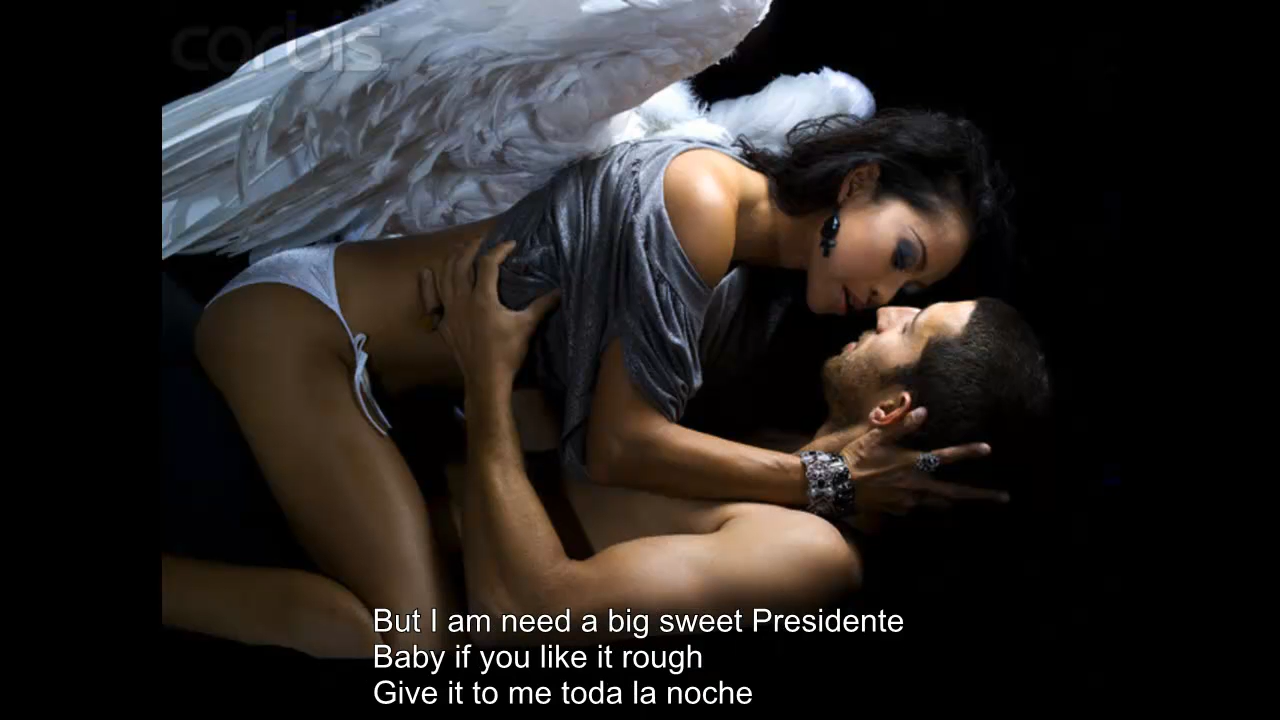 corbis
But I am need a big sweet Presidente
Baby if you like it rough
Give it to me toda la noche